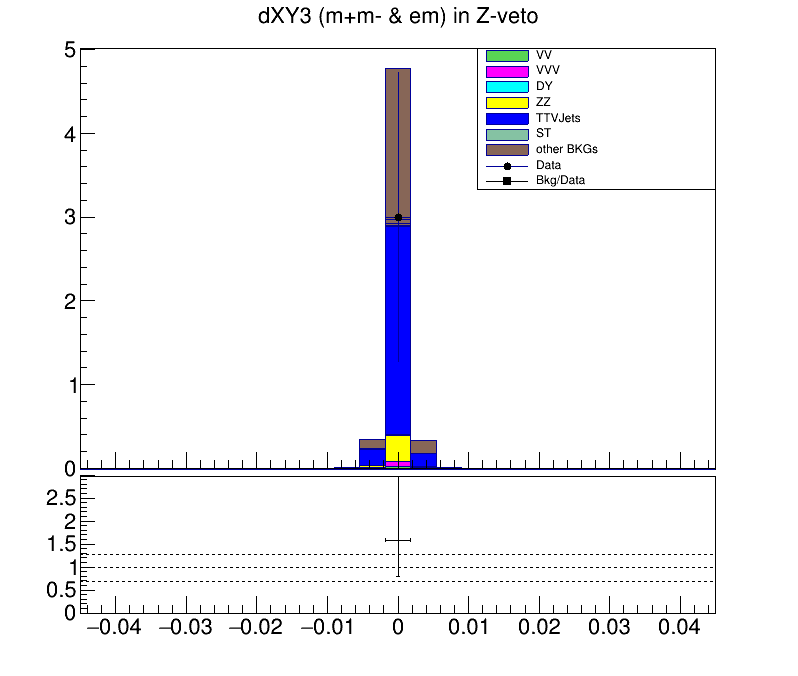 dXY3 (m+m- & em) in Z-veto
5
4
3
2
1
0
VV
VVV
DY
ZZ
TTVJets
ST
other BKGs
Data
Bkg/Data
2.5
2
1.5
1
0.5
0
−0.04 −0.03 −0.02 −0.01 0 0.01 0.02 0.03 0.04